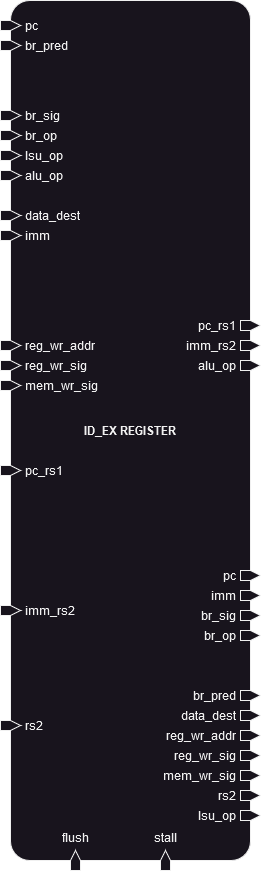 pc
br_pred
br_sig
br_op
lsu_op
alu_op
data_dest
imm
pc_rs1
reg_wr_addr
imm_rs2
reg_wr_sig
alu_op
mem_wr_sig
ID_EX REGISTER
pc_rs1
pc
imm
imm_rs2
br_sig
br_op
br_pred
data_dest
rs2
reg_wr_addr
reg_wr_sig
mem_wr_sig
rs2
lsu_op
flush
stall